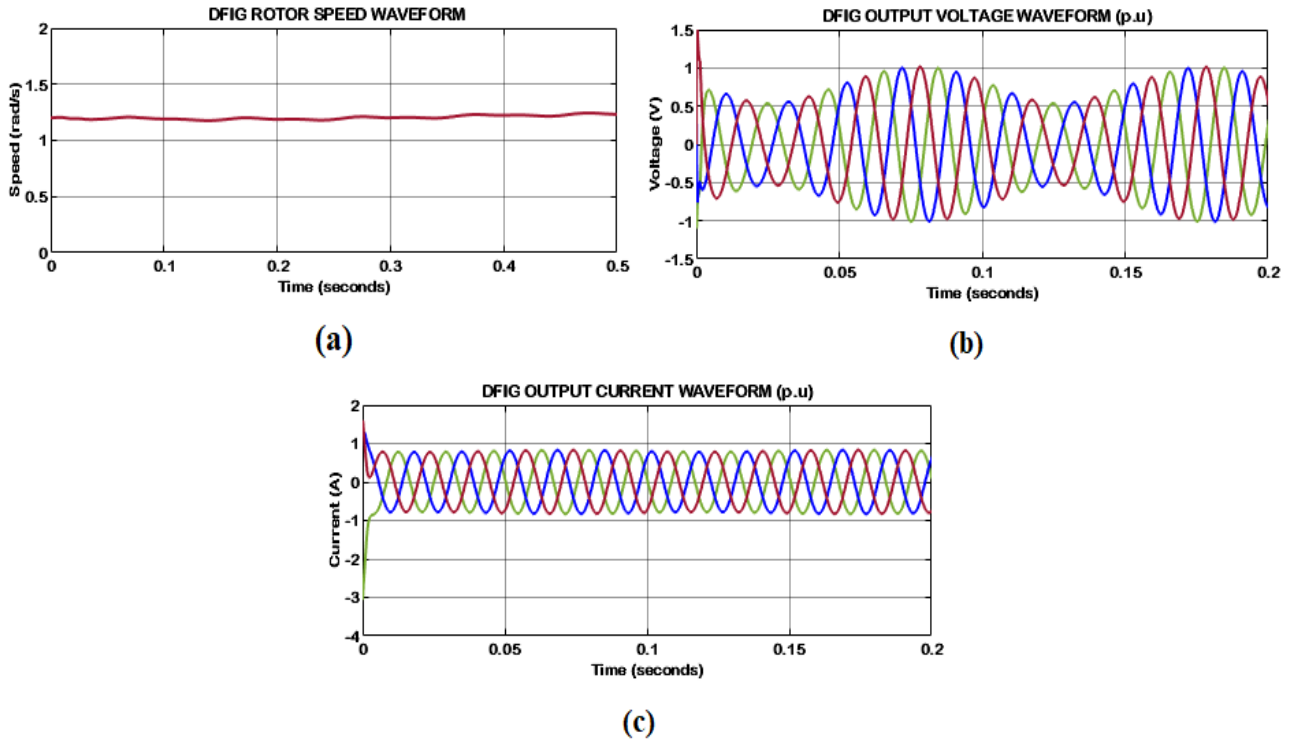 DFIG ROTOR SPEED WAVEFORM
2
1.5
1
0.5
0
Speed (rad/s)
0 0.1 0.2 0.3 0.4 0.5
Time (seconds)
(a)
DFIG OUTPUT VOLTAGE WAVEFORM (p.u)
1.5
1
0.5
0
-0.5
-1
-1.5
Voltage (V)
0 0.05 0.1 0.15 0.2
Time (seconds)
(b)
DFIG OUTPUT CURRENT WAVEFORM (p.u)
2
1
0
-1
-2
-3
-4
Current (A)
0 0.05 0.1 0.15 0.2
Time (seconds)
(c)